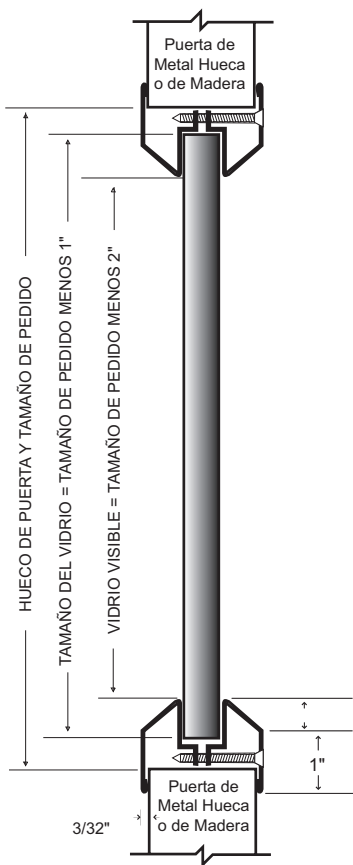 Puerta de
Metal Hueca
o de Madera
HUECO DE PUERTA Y TAMAÑO DE PEDIDO
TAMAÑO DEL VIDRIO = TAMAÑO DE PEDIDO MENOS 1"
VIDRIO VISIBLE = TAMAÑO DE PEDIDO MENOS 2"
1"
3/32"
Puerta de
Metal Hueca
o de Madera